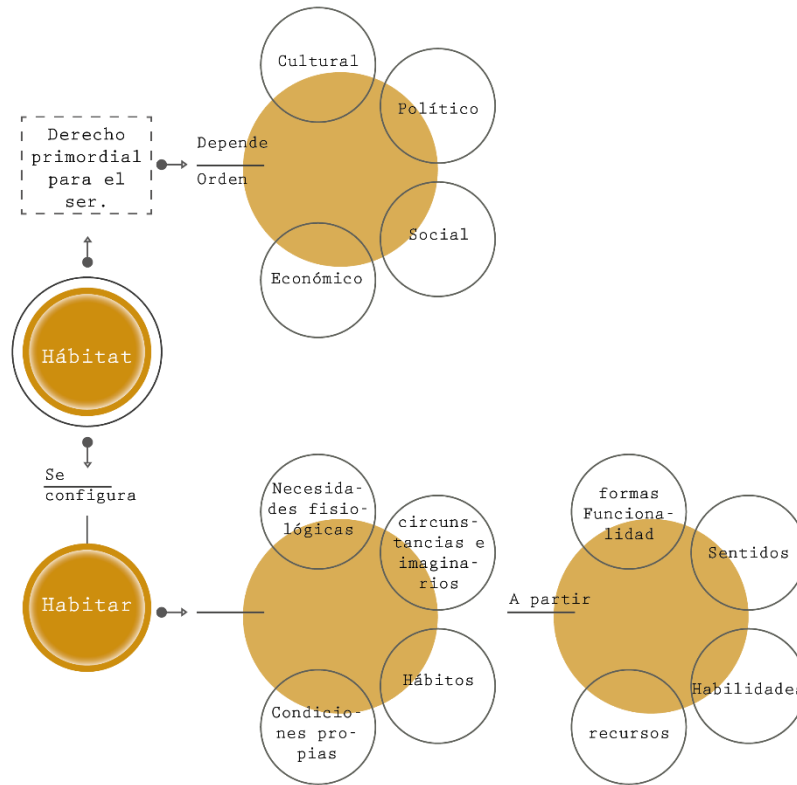 Cultural
Político
Derecho
primordial
para el
ser.
Depende
Orden
Social
Económico
Hábitat
Se
configura
Necesida-
des fisio-
lógicas
circuns-
tancias e
imagina-
rios
formas
Funciona-
lidad
Sentidos
Habitar
A partir
Hábitos
Habilidades
Condicio-
nes pro-
pias
recursos